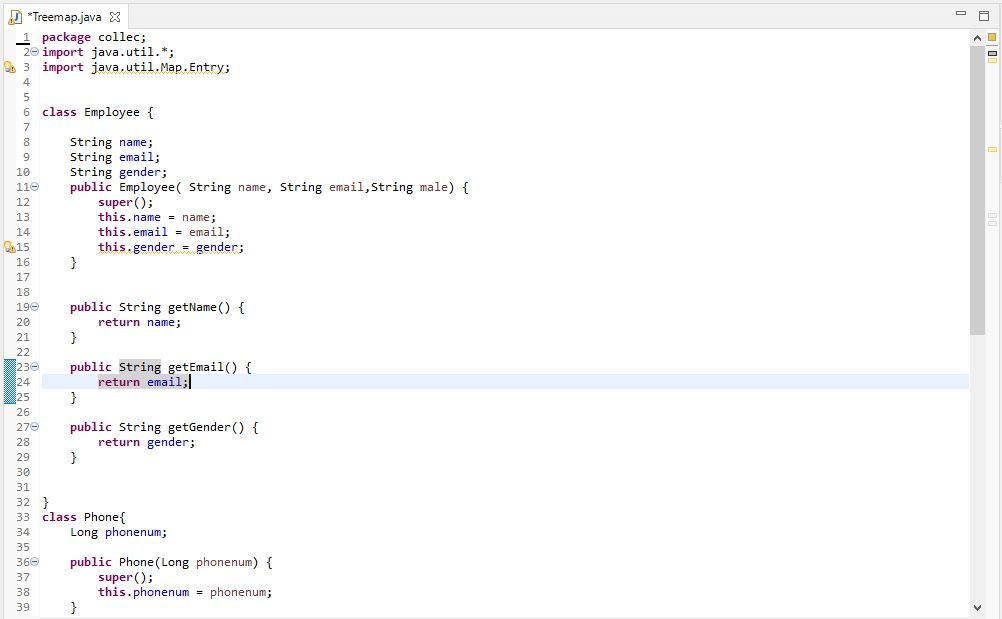 *Treemap.java
1 package collec;
2 import java.util.*;
3 import java.util.Map.Entry;
4
5
6 class Employee {
7
8     String name;
9     String email;
10     String gender;
11     public Employee( String name, String email,String male) {
12         super();
13         this.name = name;
14         this.email = email;
15         this.gender = gender;
16     }
17
18
19     public String getName() {
20         return name;
21     }
22
23     public String getEmail() {
24         return email;
25     }
26
27     public String getGender() {
28         return gender;
29     }
30
31
32 }
33 class Phone{
34     Long phonenum;
35
36     public Phone(Long phonenum) {
37         super();
38         this.phonenum = phonenum;
39     }